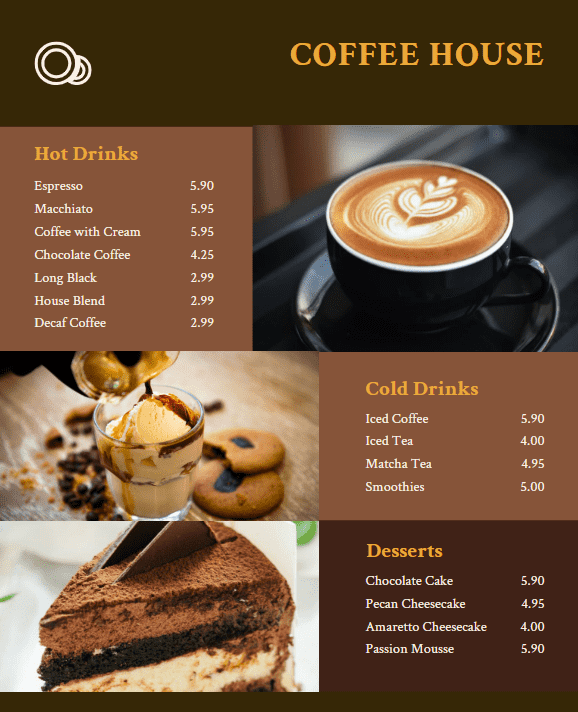 COFFEE HOUSE
Hot Drinks
Espresso 5.90
Macchiato 5.95
Coffee with Cream 5.95
Chocolate Coffee 4.25
Long Black 2.99
House Blend 2.99
Decaf Coffee 2.99
Cold Drinks
Iced Coffee 5.90
Iced Tea 4.00
Matcha Tea 4.95
Smoothies 5.00
Desserts
Chocolate Cake 5.90
Pecan Cheesecake 4.95
Amaretto Cheesecake 4.00
Passion Mousse 5.90